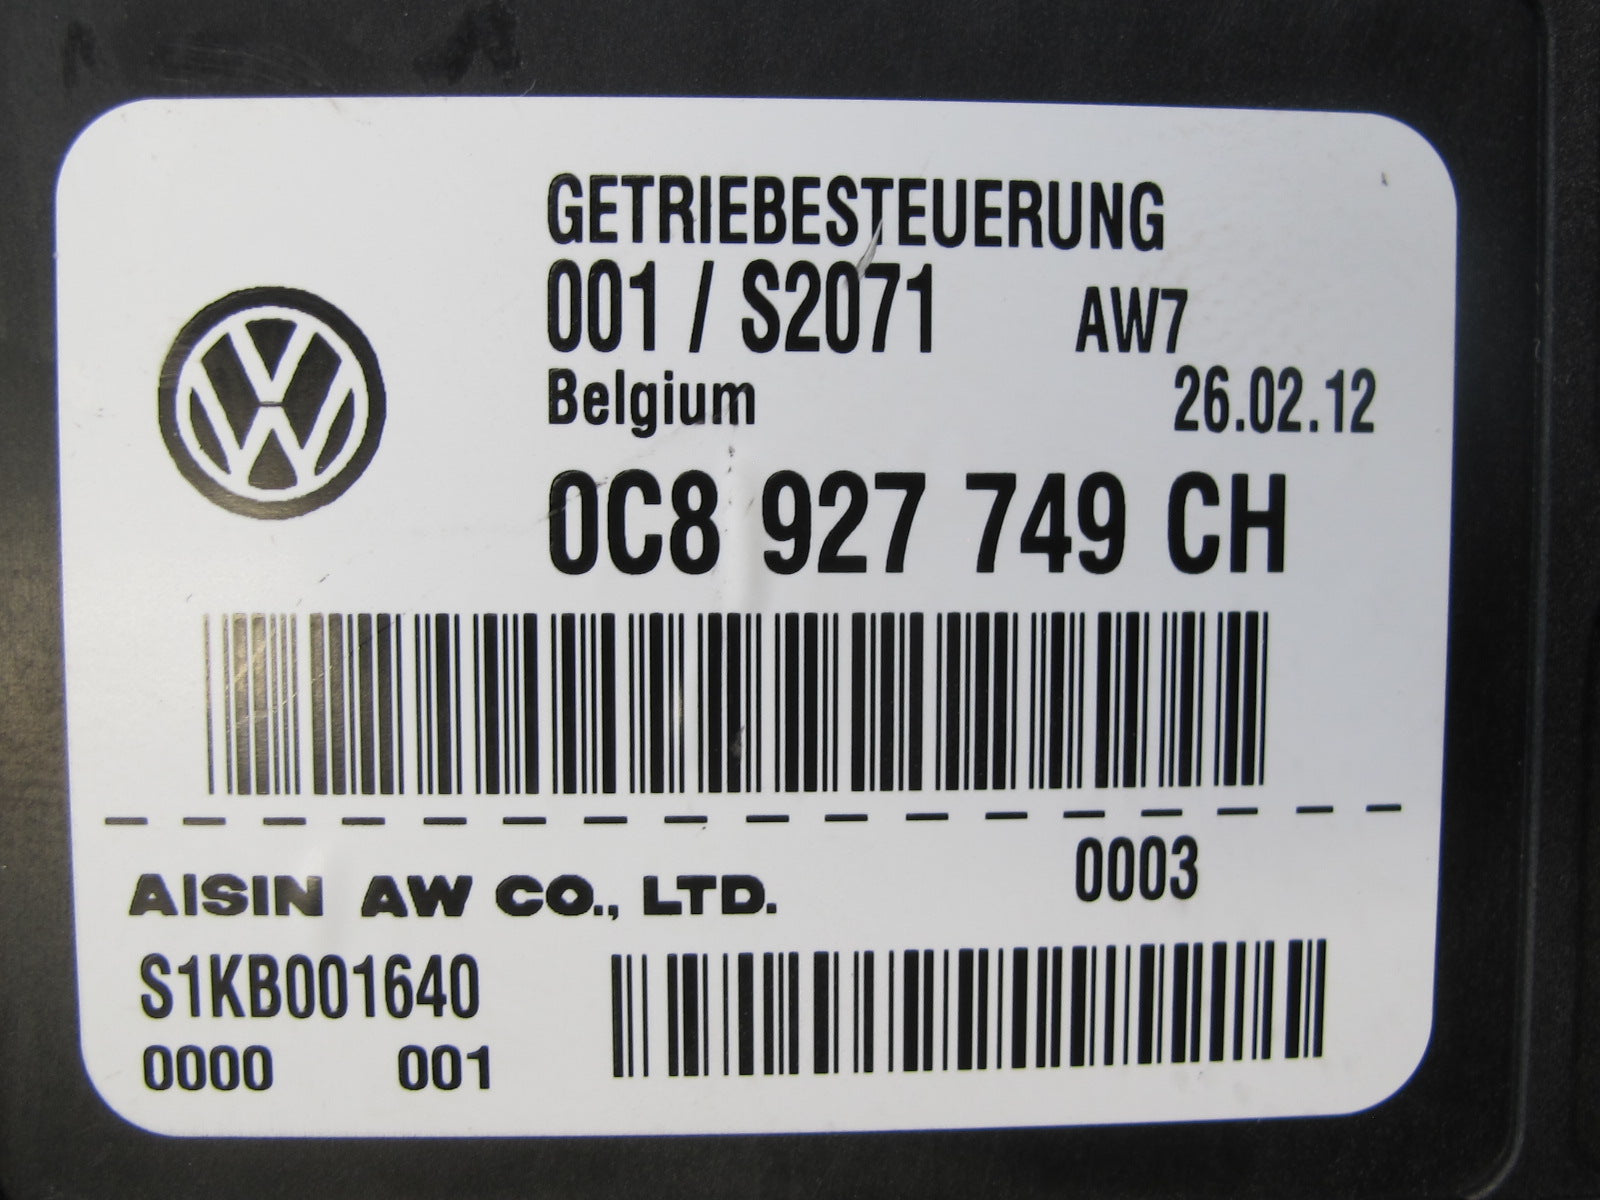 GETRIEBESTEUERUNG
001 / S2071 AW7
Belgium 26.02.12
0C8 927 749 CH
0003
AISIN AW CO., LTD.
S1KB001640
0000 001